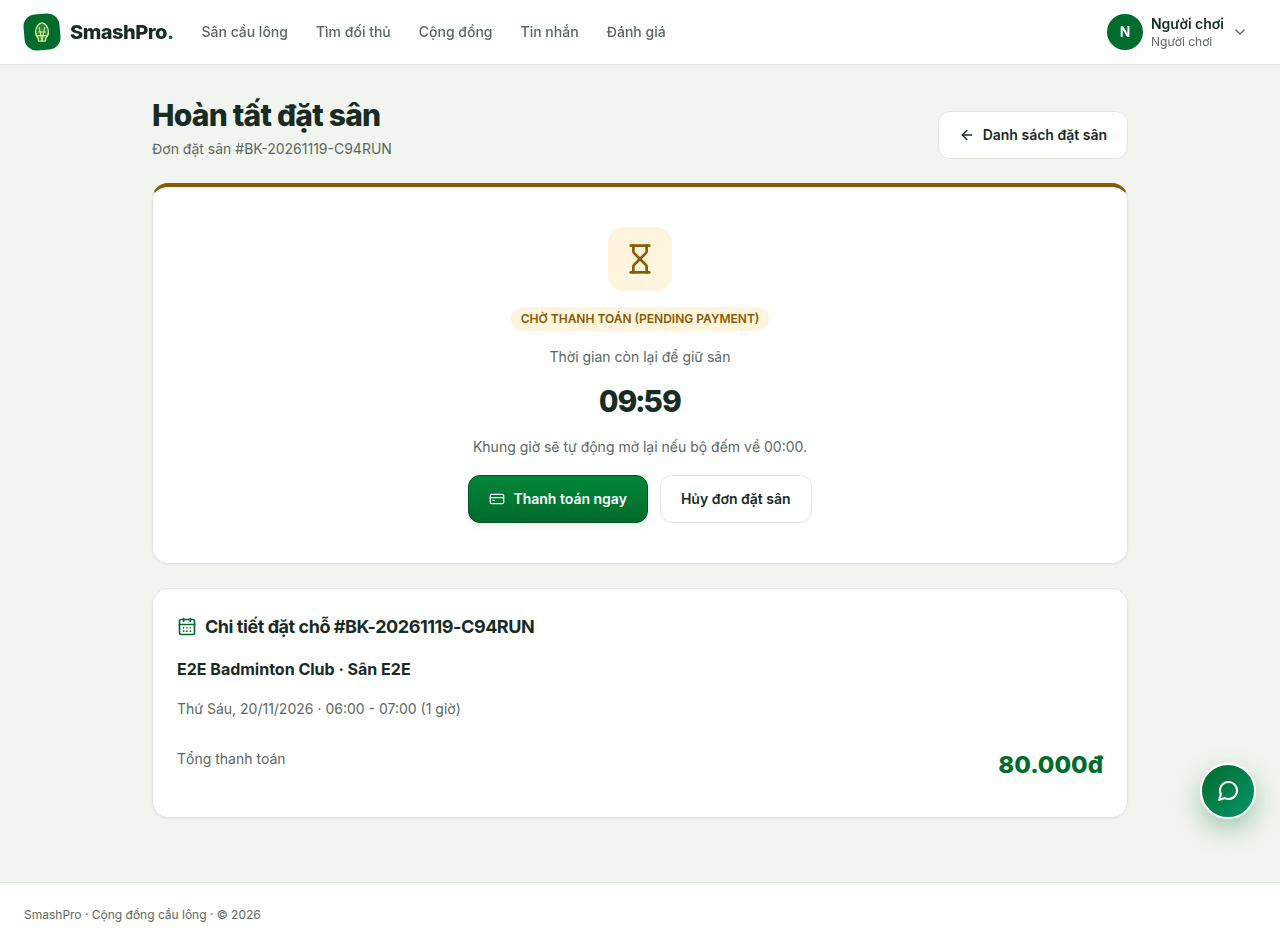 SmashPro.
Sân cầu lông
Tìm đối thủ
Cộng đồng
Tin nhắn
Đánh giá
N
Người chơi
Người chơi
Hoàn tất đặt sân
Đơn đặt sân #BK-20261119-C94RUN
Danh sách đặt sân
CHỜ THANH TOÁN (PENDING PAYMENT)
Thời gian còn lại để giữ sân
09:59
Khung giờ sẽ tự động mở lại nếu bộ đếm về 00:00.
Thanh toán ngay
Hủy đơn đặt sân
Chi tiết đặt chỗ #BK-20261119-C94RUN
E2E Badminton Club · Sân E2E
Thứ Sáu, 20/11/2026 · 06:00 - 07:00 (1 giờ)
Tổng thanh toán
80.000đ
SmashPro · Cộng đồng cầu lông · © 2026